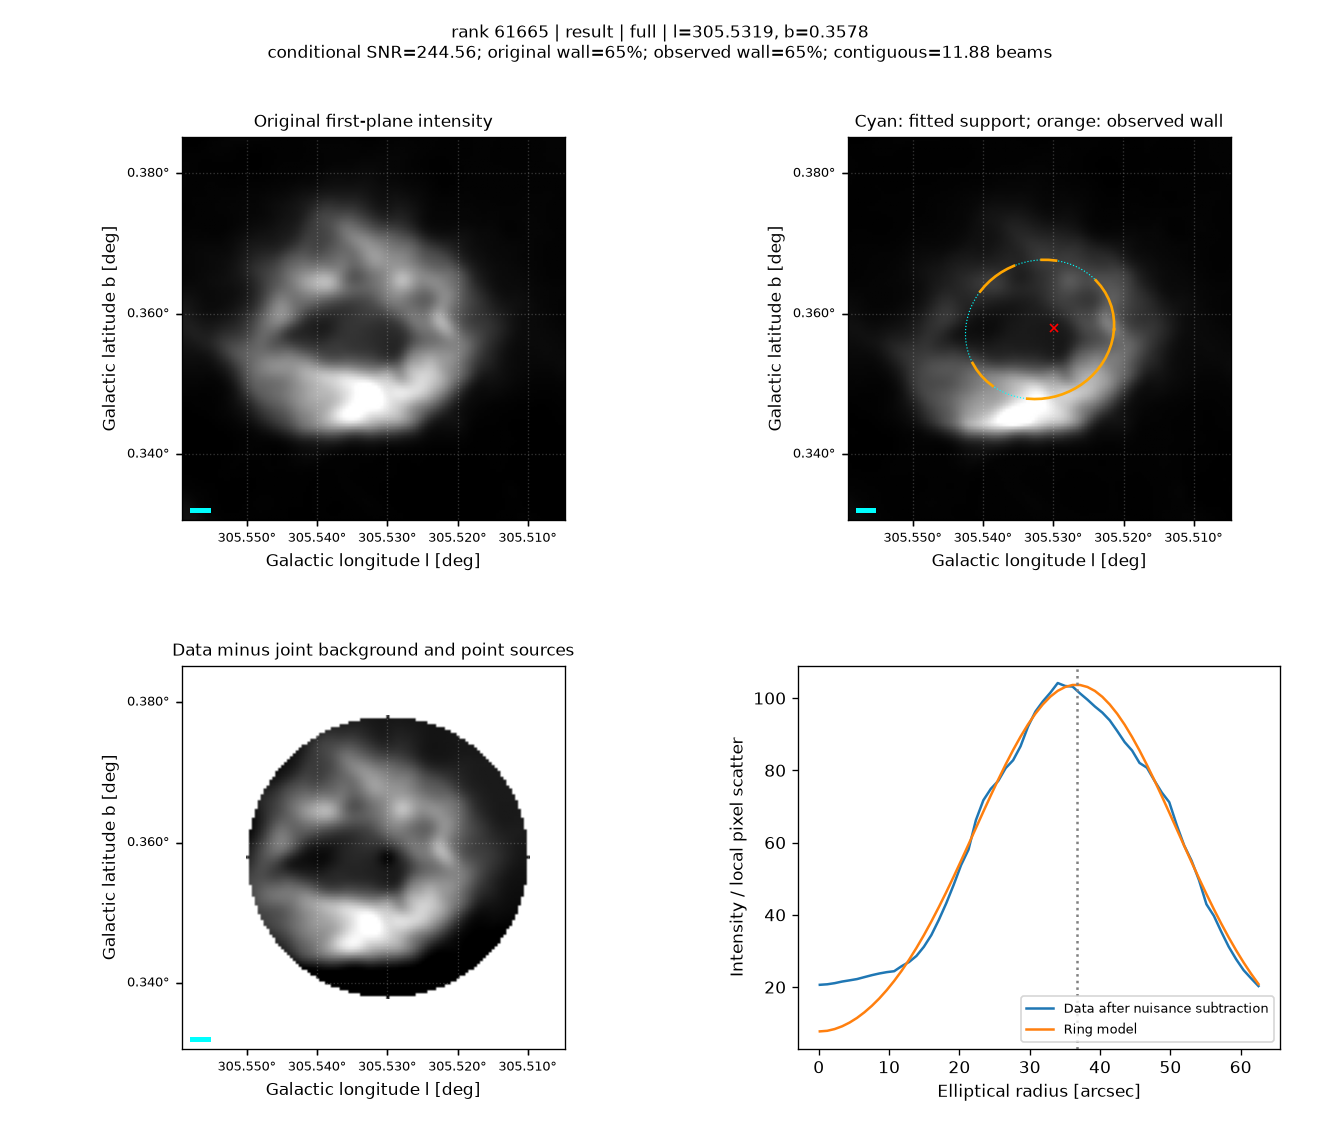 rank 61665 | result | full | l=305.5319, b=0.3578
conditional SNR=244.56; original wall=65%; observed wall=65%; contiguous=11.88 beams
Original first-plane intensity
0.380°
0.360°
0.340°
Galactic latitude b [deg]
305.550° 305.540° 305.530° 305.520° 305.510°
Galactic longitude l [deg]
Cyan: fitted support; orange: observed wall
0.380°
0.360°
0.340°
Galactic latitude b [deg]
305.550° 305.540° 305.530° 305.520° 305.510°
Galactic longitude l [deg]
Data minus joint background and point sources
0.380°
0.360°
0.340°
Galactic latitude b [deg]
305.550° 305.540° 305.530° 305.520° 305.510°
Galactic longitude l [deg]
100
80
60
40
20
Intensity / local pixel scatter
Data after nuisance subtraction
Ring model
0 10 20 30 40 50 60
Elliptical radius [arcsec]